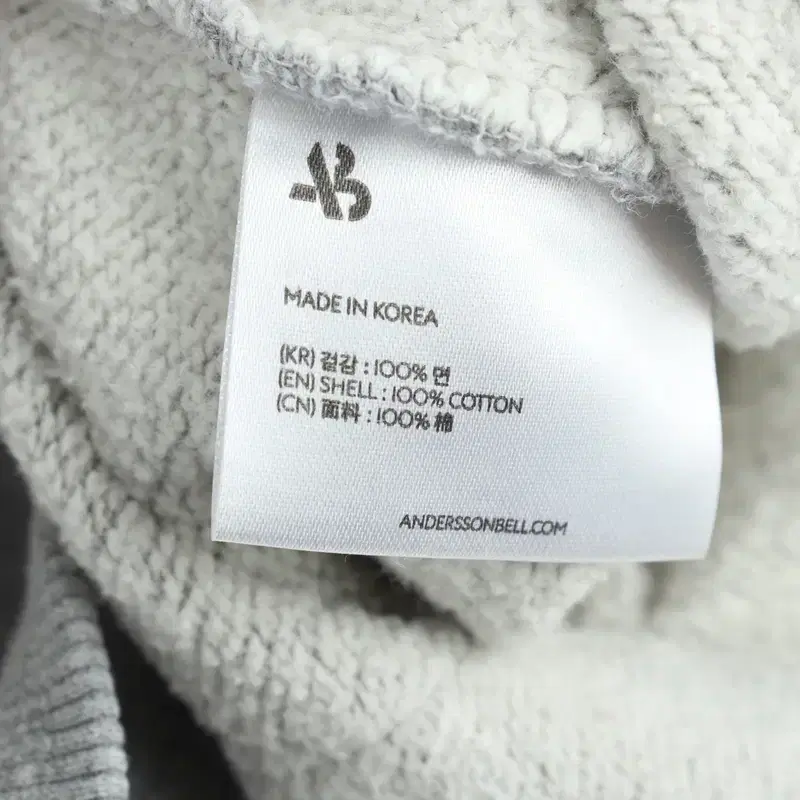 AB
MADE IN KOREA
(KR) 겉감 : 100% 면
(EN) SHELL : 100% COTTON
(CN) 面料 : 100% 棉
ANDERSSONBELL.COM